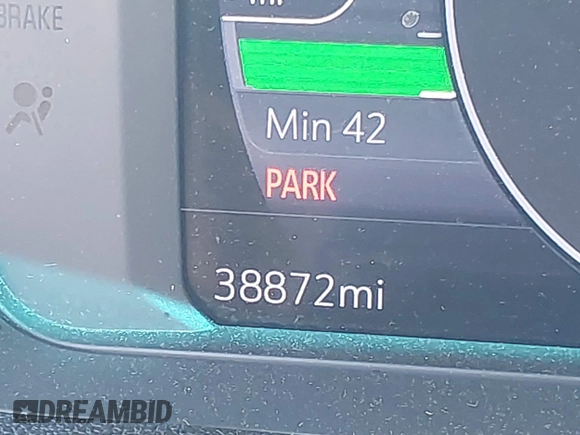 BRAKE
Min 42
PARK
38872mi
DREAMBID